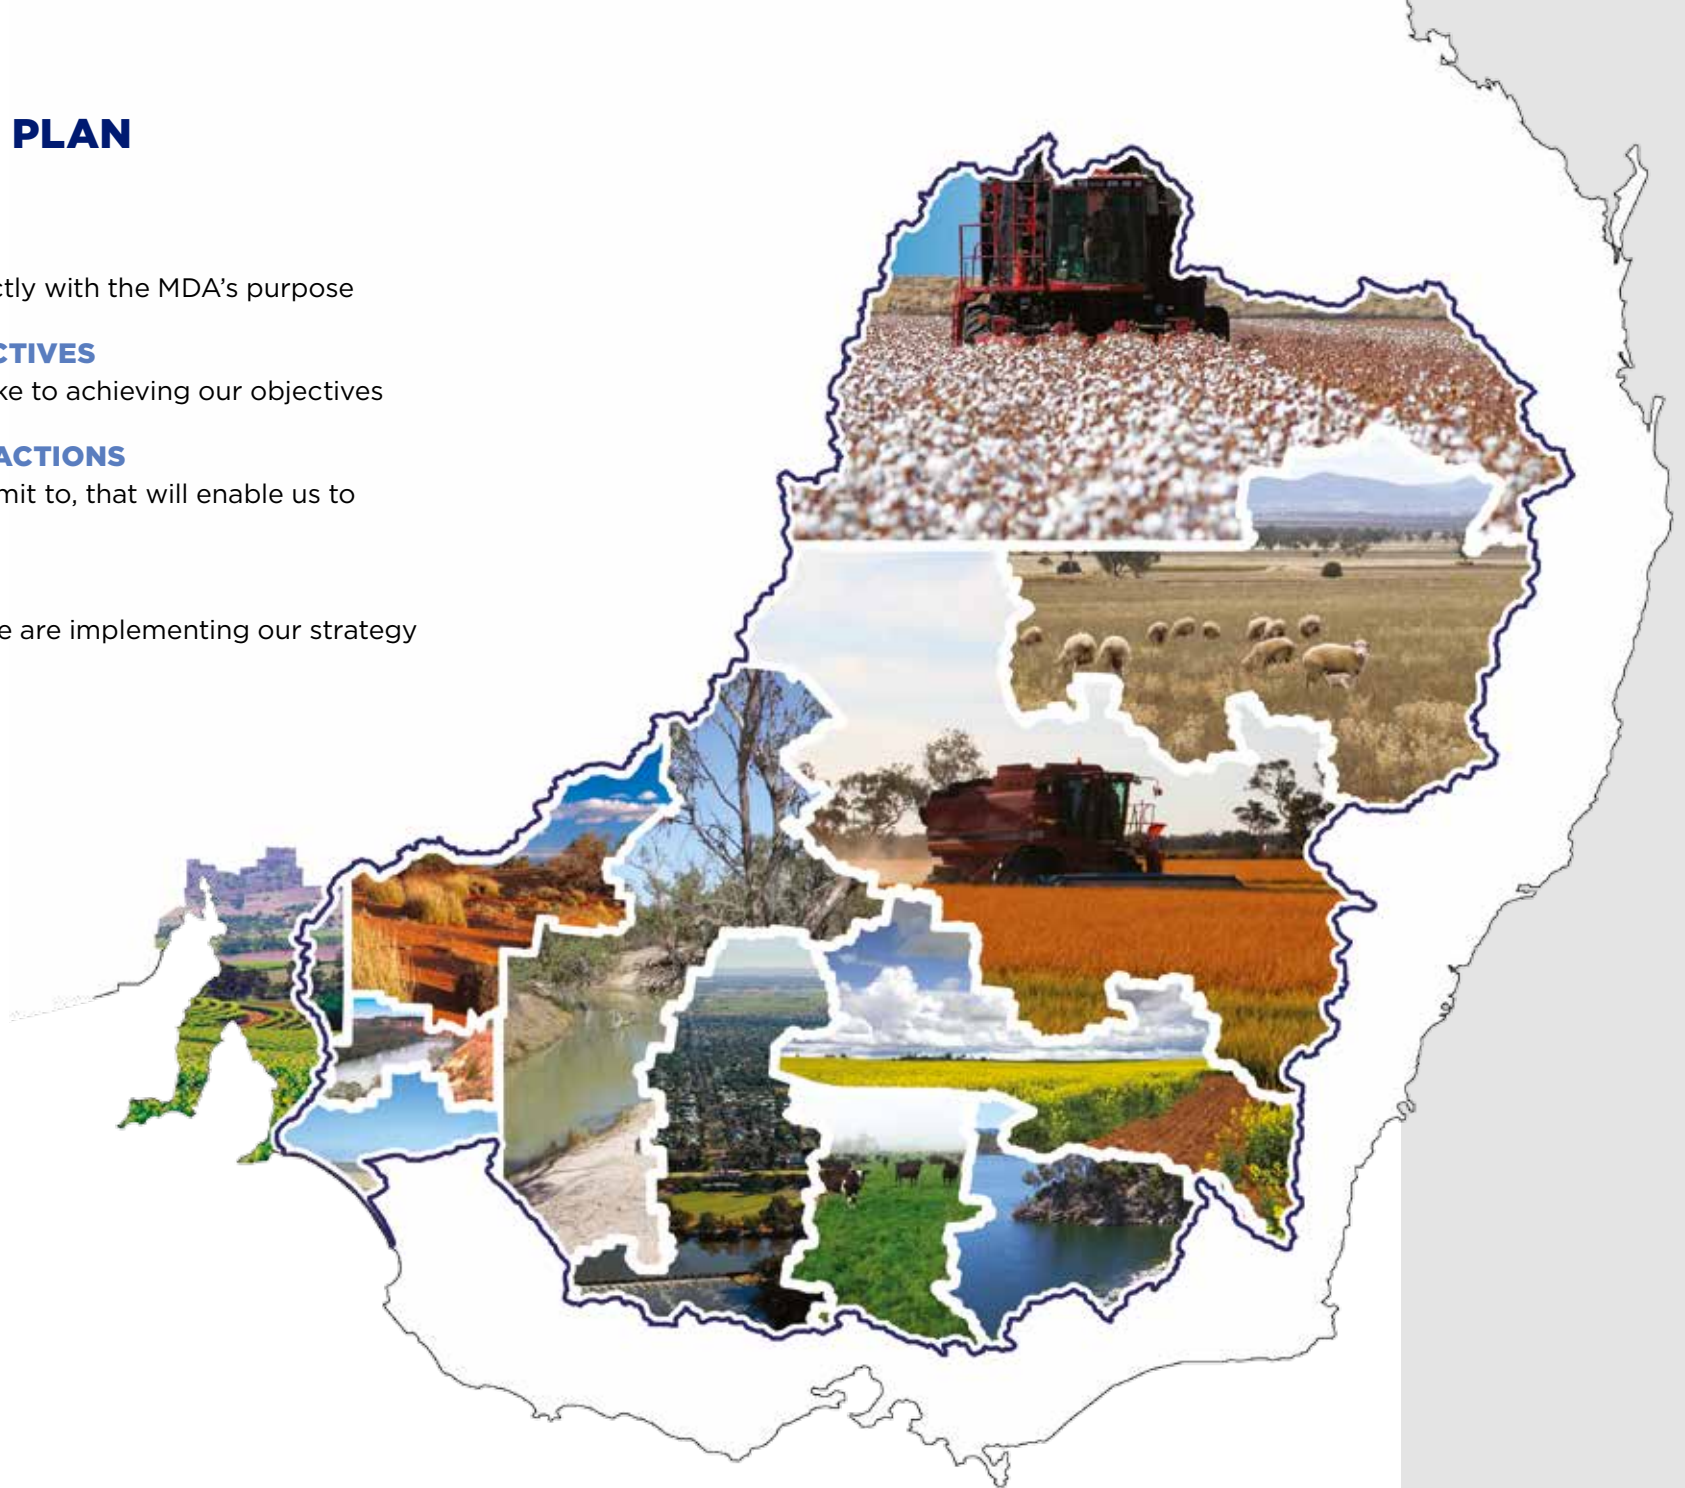 PLAN
ctly with the MDA’s purpose
CTIVES
ke to achieving our objectives
ACTIONS
mit to, that will enable us to
e are implementing our strategy